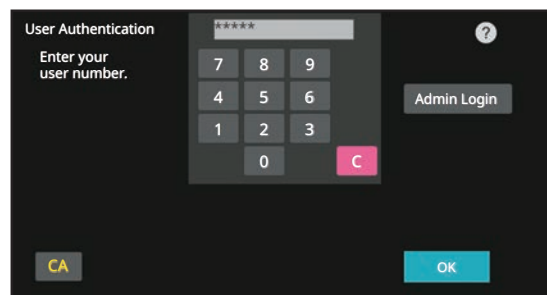 User Authentication
*****
?
Enter your
user number.
7 8 9
4 5 6
Admin Login
1 2 3
0 C
CA
OK